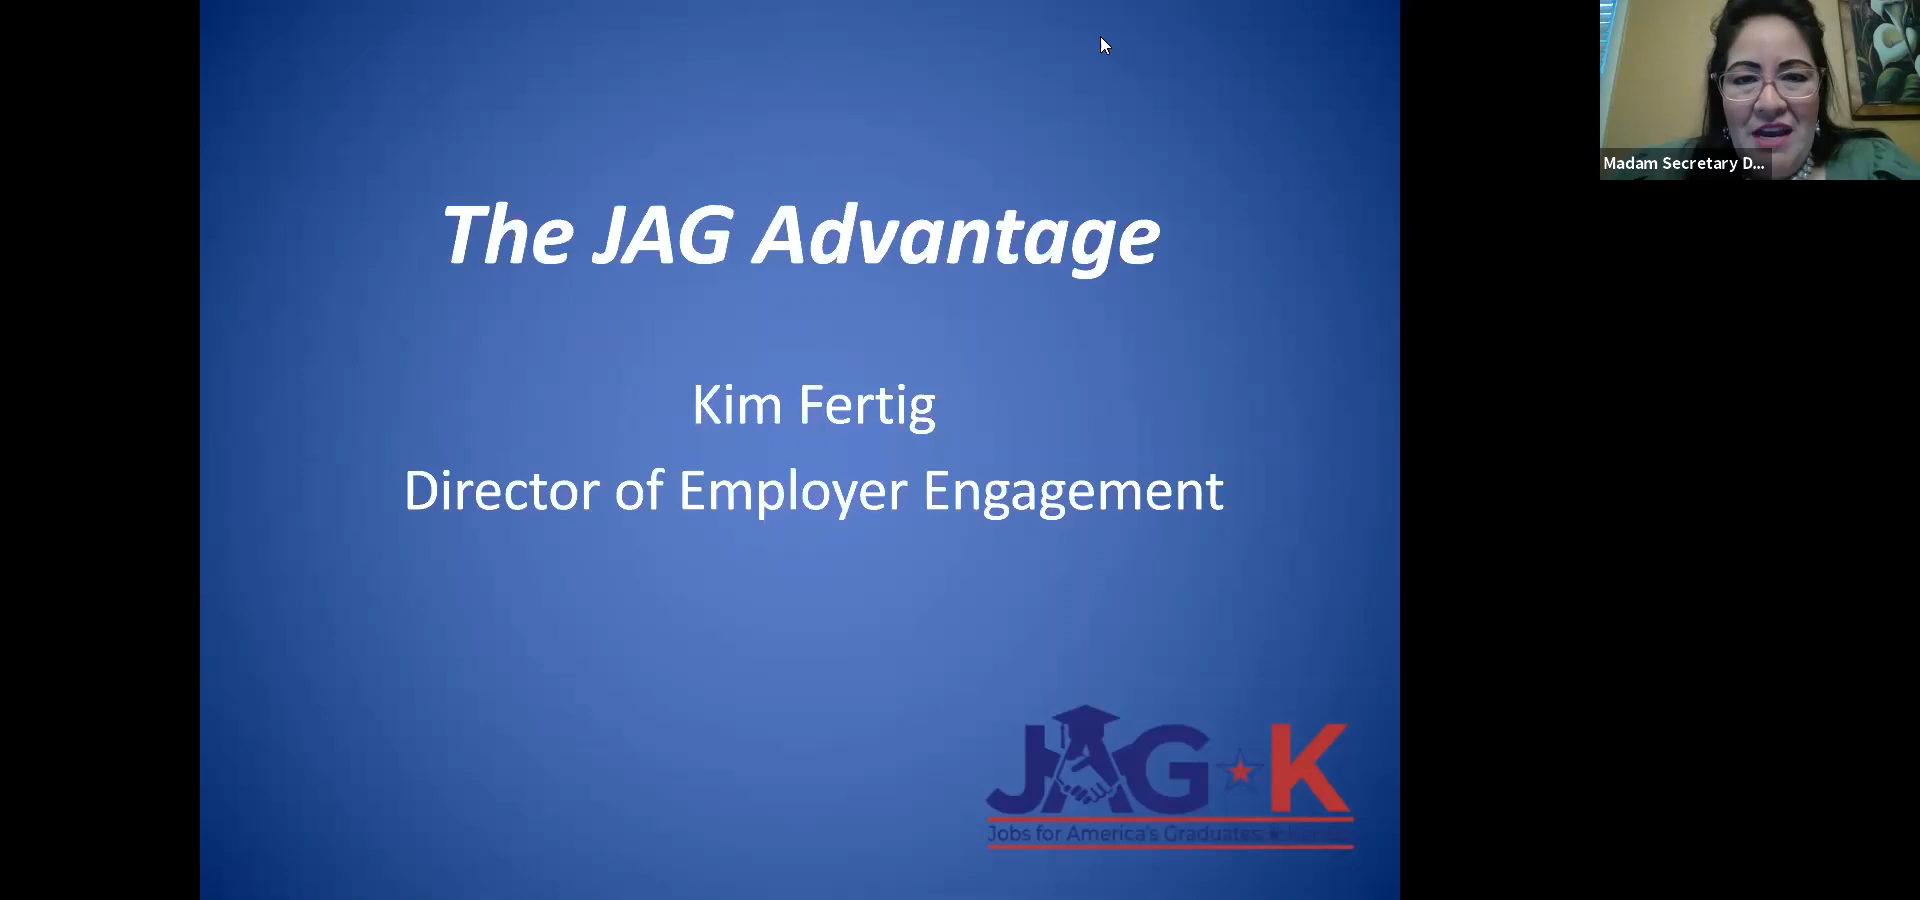 The JAG Advantage
Kim Fertig
Director of Employer Engagement
JAG K
Jobs for America's Graduates
Madam Secretary D...